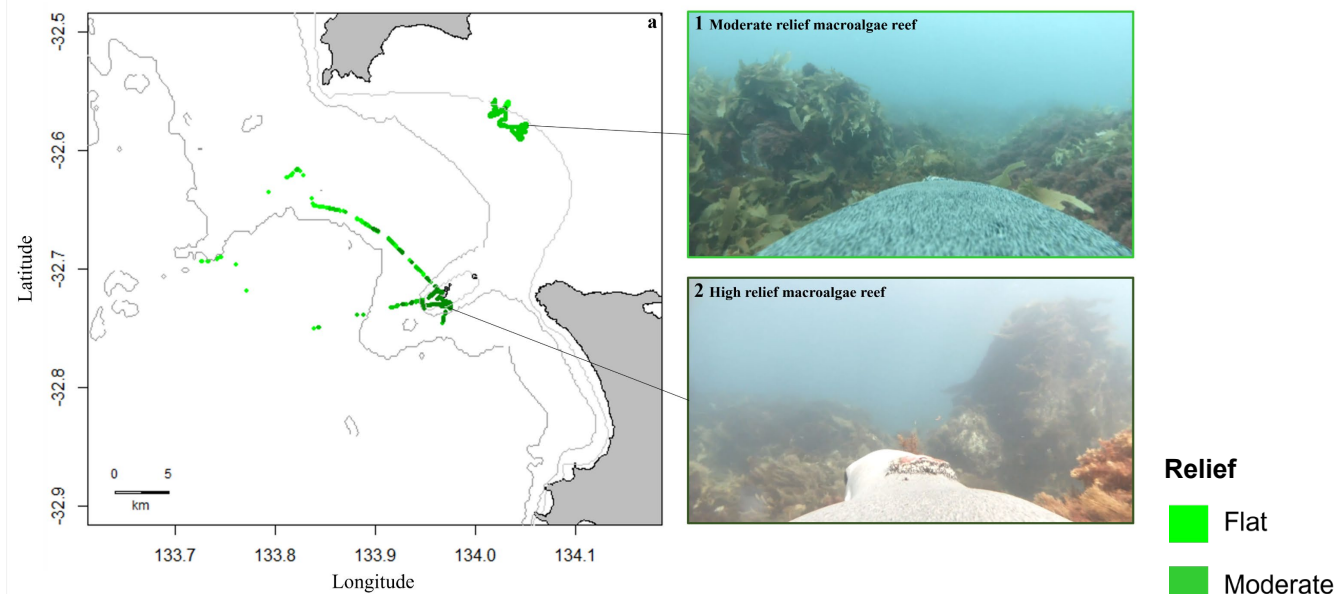 a
-32.5
-32.6
-32.7
-32.8
-32.9
Latitude
0 5
km
133.7 133.8 133.9 134.0 134.1
Longitude
1 Moderate relief macroalgae reef
2 High relief macroalgae reef
Relief
Flat
Moderate